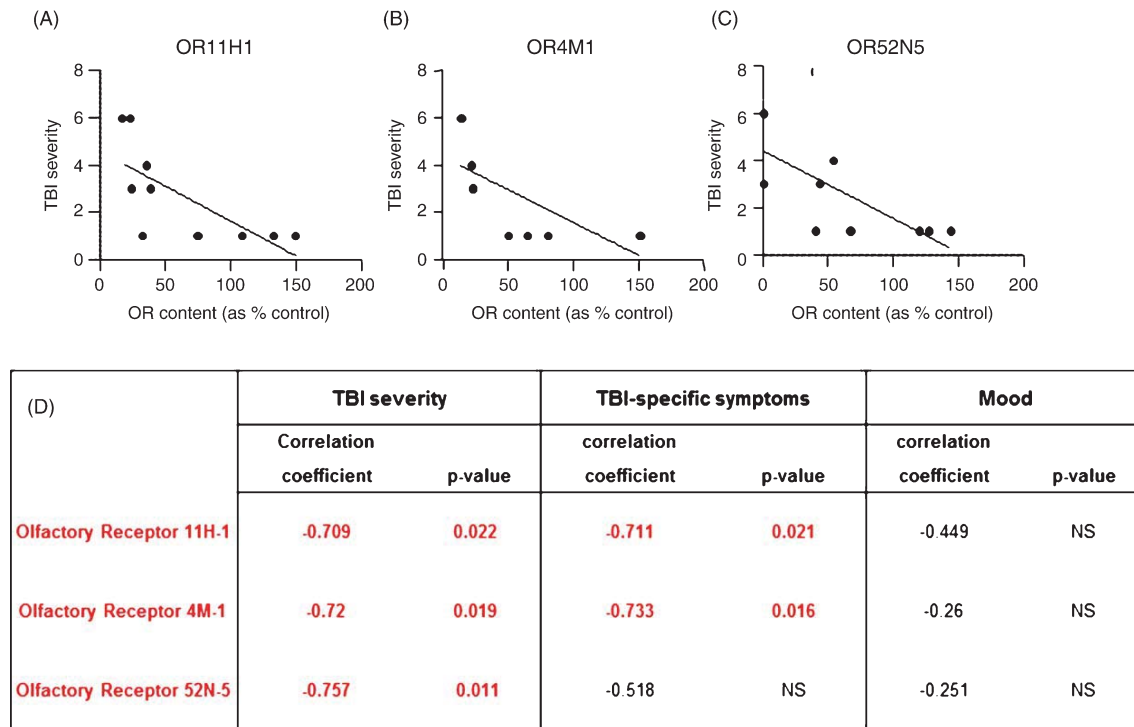 (A)
OR11H1
TBI severity
8
6
4
2
0
0 50 100 150 200
OR content (as % control)
(B)
OR4M1
TBI severity
8
6
4
2
0
0 50 100 150 200
OR content (as % control)
(C)
OR52N5
TBI severity
8
6
4
2
0
0 50 100 150 200
OR content (as % control)
(D) TBI severity TBI-specific symptoms Mood
Correlation coefficient p-value correlation coefficient p-value correlation coefficient p-value
Olfactory Receptor 11H-1 -0.709 0.022 -0.711 0.021 -0.449 NS
Olfactory Receptor 4M-1 -0.72 0.019 -0.733 0.016 -0.26 NS
Olfactory Receptor 52N-5 -0.757 0.011 -0.518 NS -0.251 NS